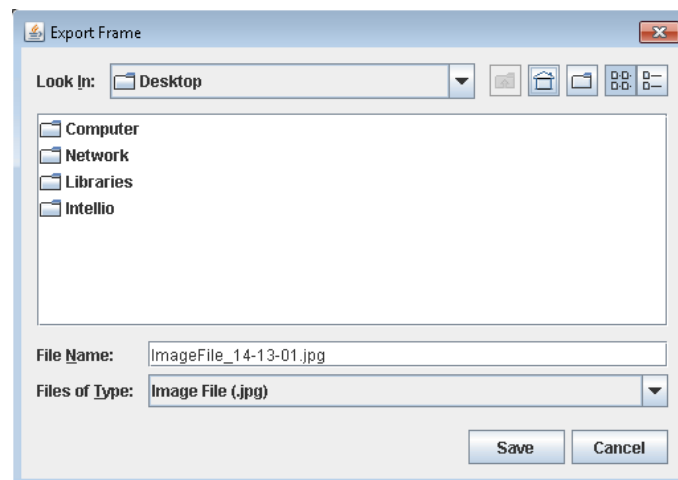 Export Frame
Look In: Desktop
Computer
Network
Libraries
Intellio
File Name: ImageFile_14-13-01.jpg
Files of Type: Image File (.jpg)
Save Cancel